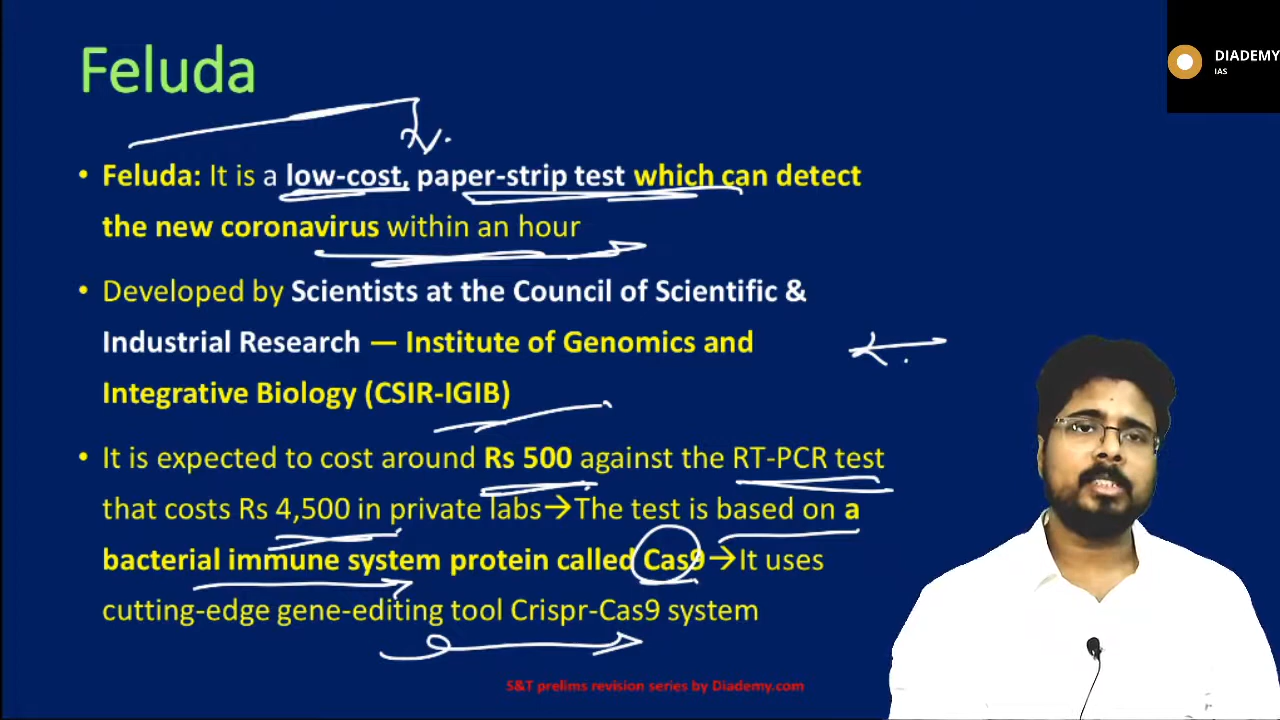 Feluda
DIADEMY
IAS
• Feluda: It is a low-cost, paper-strip test which can detect
the new coronavirus within an hour
• Developed by Scientists at the Council of Scientific &
Industrial Research — Institute of Genomics and
Integrative Biology (CSIR-IGIB)
• It is expected to cost around Rs 500 against the RT-PCR test
that costs Rs 4,500 in private labs→The test is based on a
bacterial immune system protein called Cas9→It uses
cutting-edge gene-editing tool Crispr-Cas9 system
S&T prelims revision series by Diademy.com